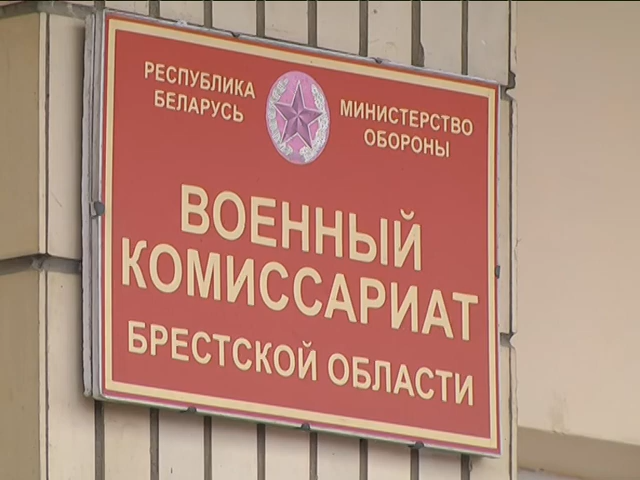 РЕСПУБЛИКА
БЕЛАРУСЬ
МИНИСТЕРСТВО
ОБОРОНЫ
ВОЕННЫЙ
КОМИССАРИАТ
БРЕСТСКОЙ ОБЛАСТИ